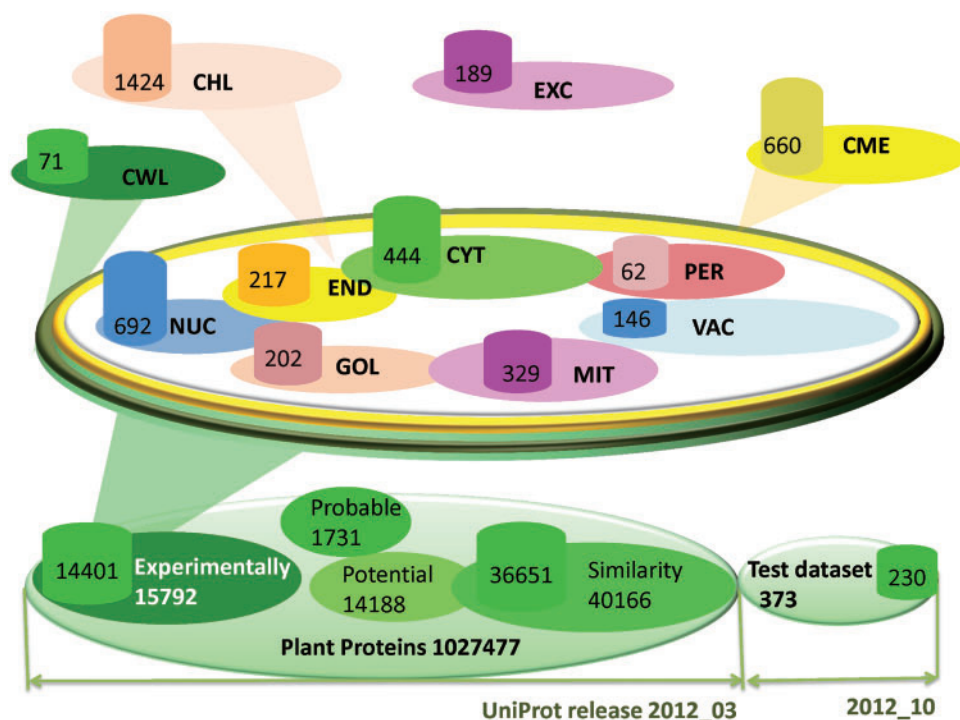 1424
CHL
189
EXC
660
CME
71
CWL
444
CYT
217
END
62
PER
692
NUC
146
VAC
202
GOL
329
MIT
Probable
1731
14401
Experimentally
15792
Potential
14188
36651
Similarity
40166
Test dataset
373
230
Plant Proteins 1027477
UniProt release 2012_03
2012_10